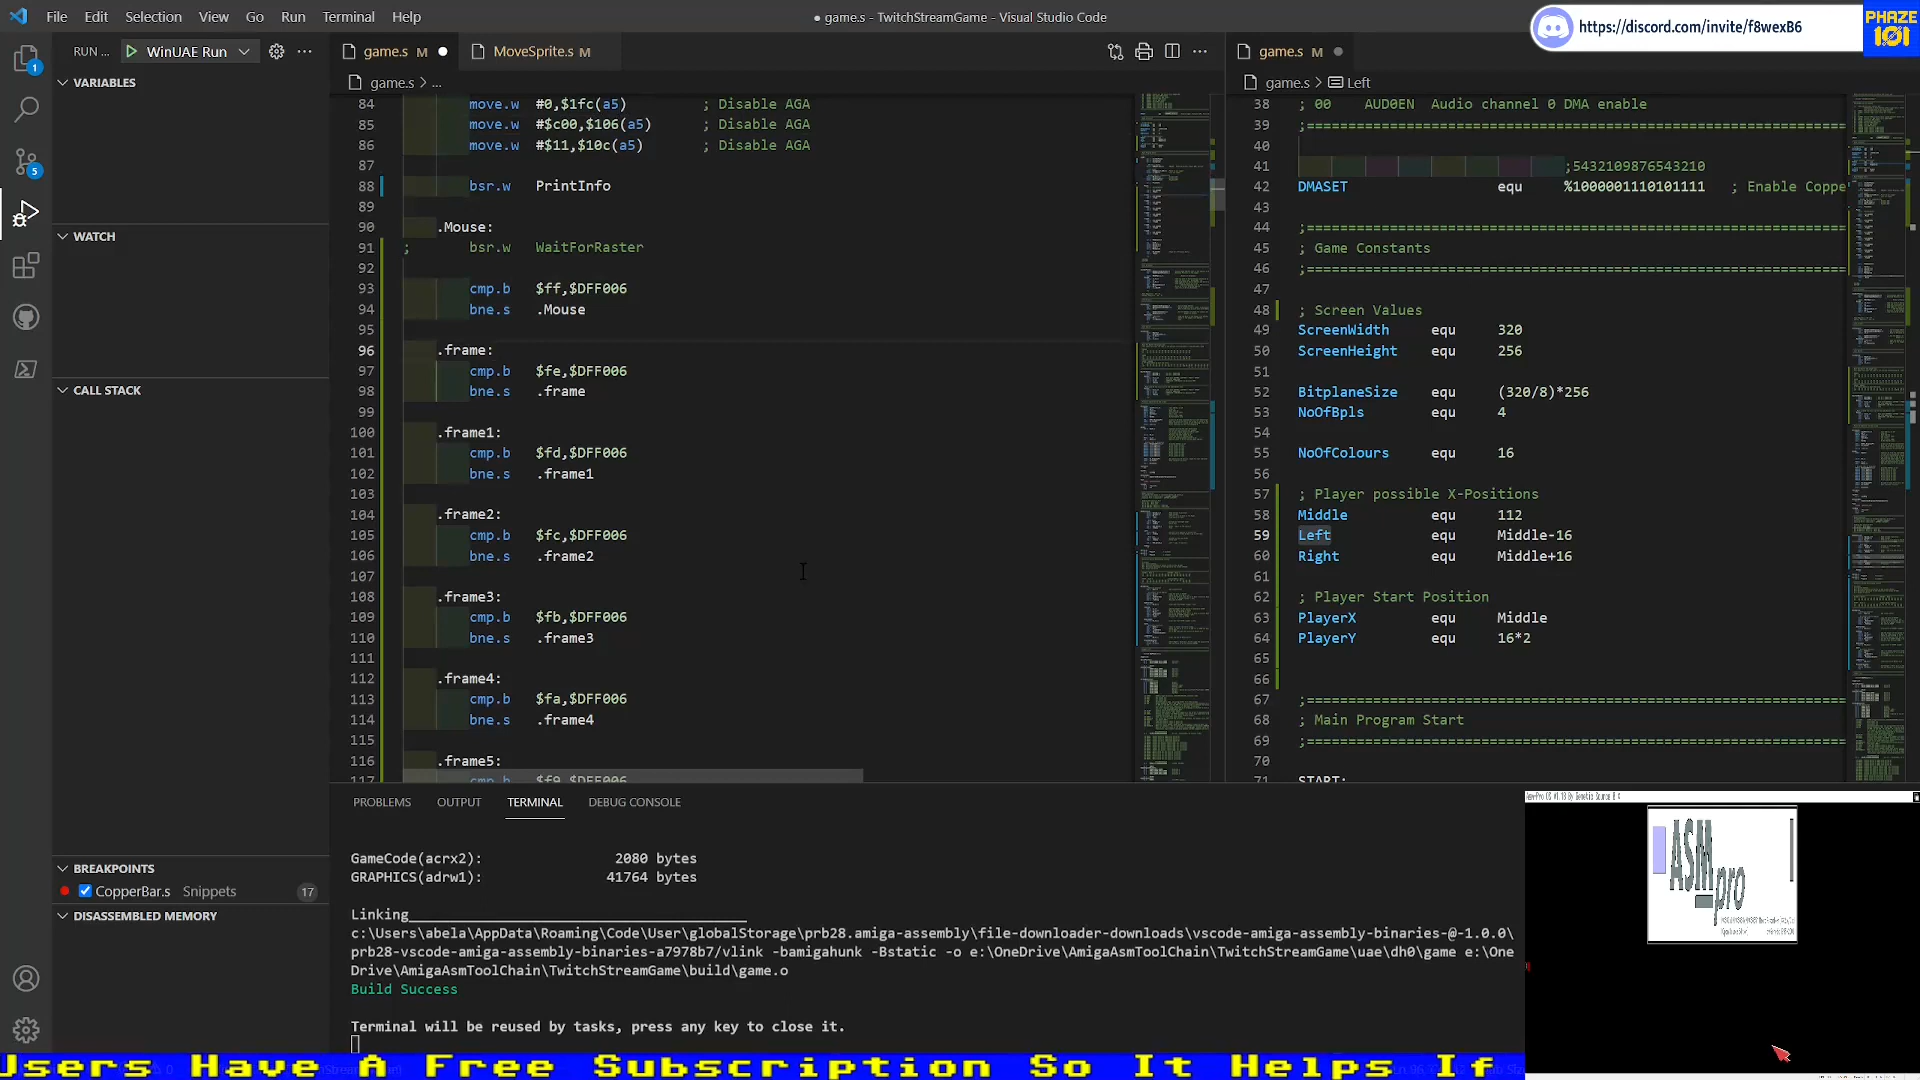 File Edit Selection View Go Run Terminal Help
● game.s - TwitchStreamGame - Visual Studio Code
https://discord.com/invite/f8wexB6
PHAZE
101
RUN ... WinUAE Run
game.s M
MoveSprite.s M
game.s M
VARIABLES
game.s > ...
game.s > Left
WATCH
CALL STACK
BREAKPOINTS
CopperBar.s Snippets 17
DISASSEMBLED MEMORY
1
5
84 move.w #0,$1fc(a5) ; Disable AGA
85 move.w #$c00,$106(a5) ; Disable AGA
86 move.w #$11,$10c(a5) ; Disable AGA
87
88 bsr.w PrintInfo
89
90 .Mouse:
91 ; bsr.w WaitForRaster
92
93 cmp.b $ff,$DFF006
94 bne.s .Mouse
95
96 .frame:
97 cmp.b $fe,$DFF006
98 bne.s .frame
99
100 .frame1:
101 cmp.b $fd,$DFF006
102 bne.s .frame1
103
104 .frame2:
105 cmp.b $fc,$DFF006
106 bne.s .frame2
107
108 .frame3:
109 cmp.b $fb,$DFF006
110 bne.s .frame3
111
112 .frame4:
113 cmp.b $fa,$DFF006
114 bne.s .frame4
115
116 .frame5:
117 cmp.b $f9,$DFF006
38 ; 00 AUD0EN Audio channel 0 DMA enable
39 ;==================================================================
40
41 ;5432109876543210
42 DMASET equ %1000001110101111 ; Enable Coppe
43
44 ;==================================================================
45 ; Game Constants
46 ;==================================================================
47
48 ; Screen Values
49 ScreenWidth equ 320
50 ScreenHeight equ 256
51
52 BitplaneSize equ (320/8)*256
53 NoOfBpls equ 4
54
55 NoOfColours equ 16
56
57 ; Player possible X-Positions
58 Middle equ 112
59 Left equ Middle-16
60 Right equ Middle+16
61
62 ; Player Start Position
63 PlayerX equ Middle
64 PlayerY equ 16*2
65
66
67 ;==================================================================
68 ; Main Program Start
69 ;==================================================================
70
71 START:
PROBLEMS OUTPUT TERMINAL DEBUG CONSOLE
GameCode(acrx2): 2080 bytes
GRAPHICS(adrw1): 41764 bytes
Linking_________________________________________
c:\Users\abela\AppData\Roaming\Code\User\globalStorage\prb28.amiga-assembly\file-downloader-downloads\vscode-amiga-assembly-binaries-@-1.0.0\
prb28-vscode-amiga-assembly-binaries-a7978b7/vlink -bamigahunk -Bstatic -o e:\OneDrive\AmigaAsmToolChain\TwitchStreamGame\uae\dh0\game e:\One
Drive\AmigaAsmToolChain\TwitchStreamGame\build\game.o
Build Success
Terminal will be reused by tasks, press any key to close it.
ASM
pro
Users Have A Free Subscription So It Helps If